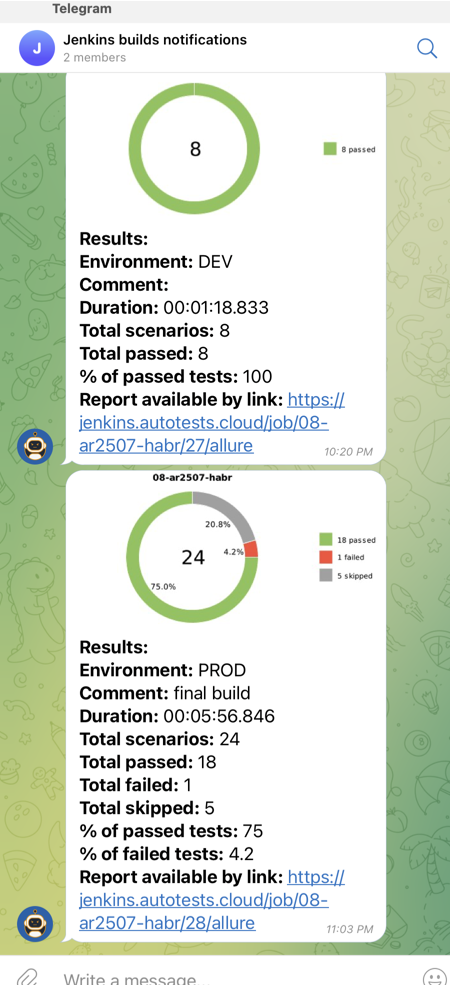 Telegram
J
Jenkins builds notifications
2 members
8
8 passed
Results:
Environment: DEV
Comment:
Duration: 00:01:18.833
Total scenarios: 8
Total passed: 8
% of passed tests: 100
Report available by link: https://
jenkins.autotests.cloud/job/08-
ar2507-habr/27/allure
10:20 PM
08-ar2507-habr
20.8%
4.2%
24
75.0%
18 passed
1 failed
5 skipped
Results:
Environment: PROD
Comment: final build
Duration: 00:05:56.846
Total scenarios: 24
Total passed: 18
Total failed: 1
Total skipped: 5
% of passed tests: 75
% of failed tests: 4.2
Report available by link: https://
jenkins.autotests.cloud/job/08-
ar2507-habr/28/allure
11:03 PM
Write a message...